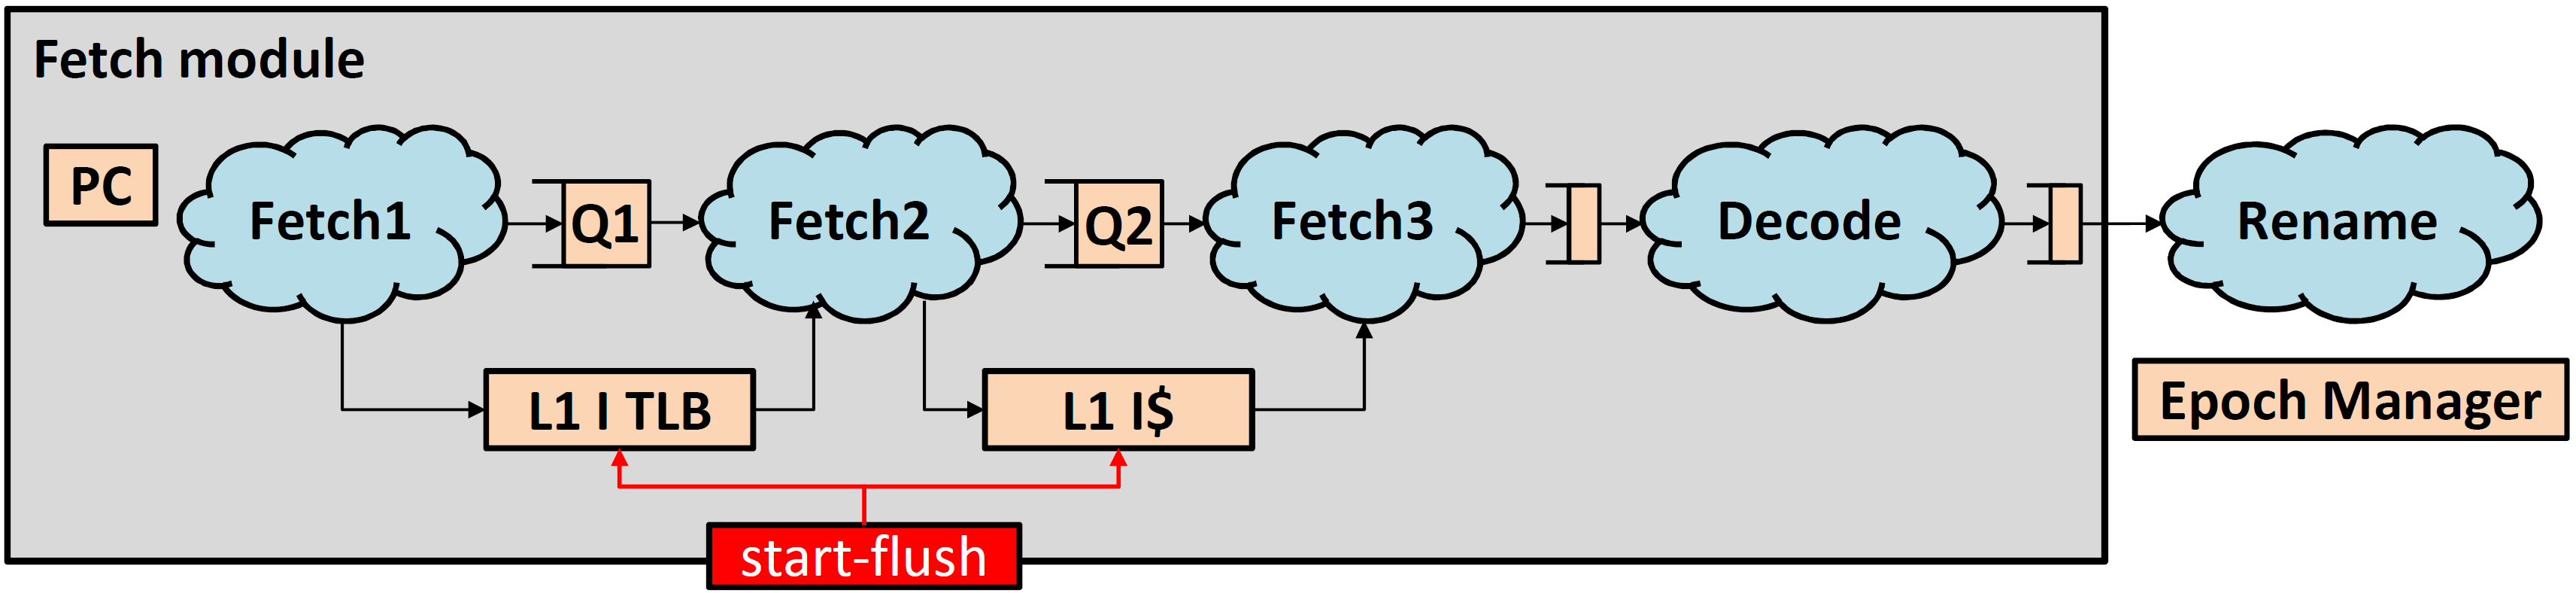 Fetch module
PC
Fetch1
Q1
Fetch2
Q2
Fetch3
Decode
Rename
L1 I TLB
L1 I$
Epoch Manager
start-flush